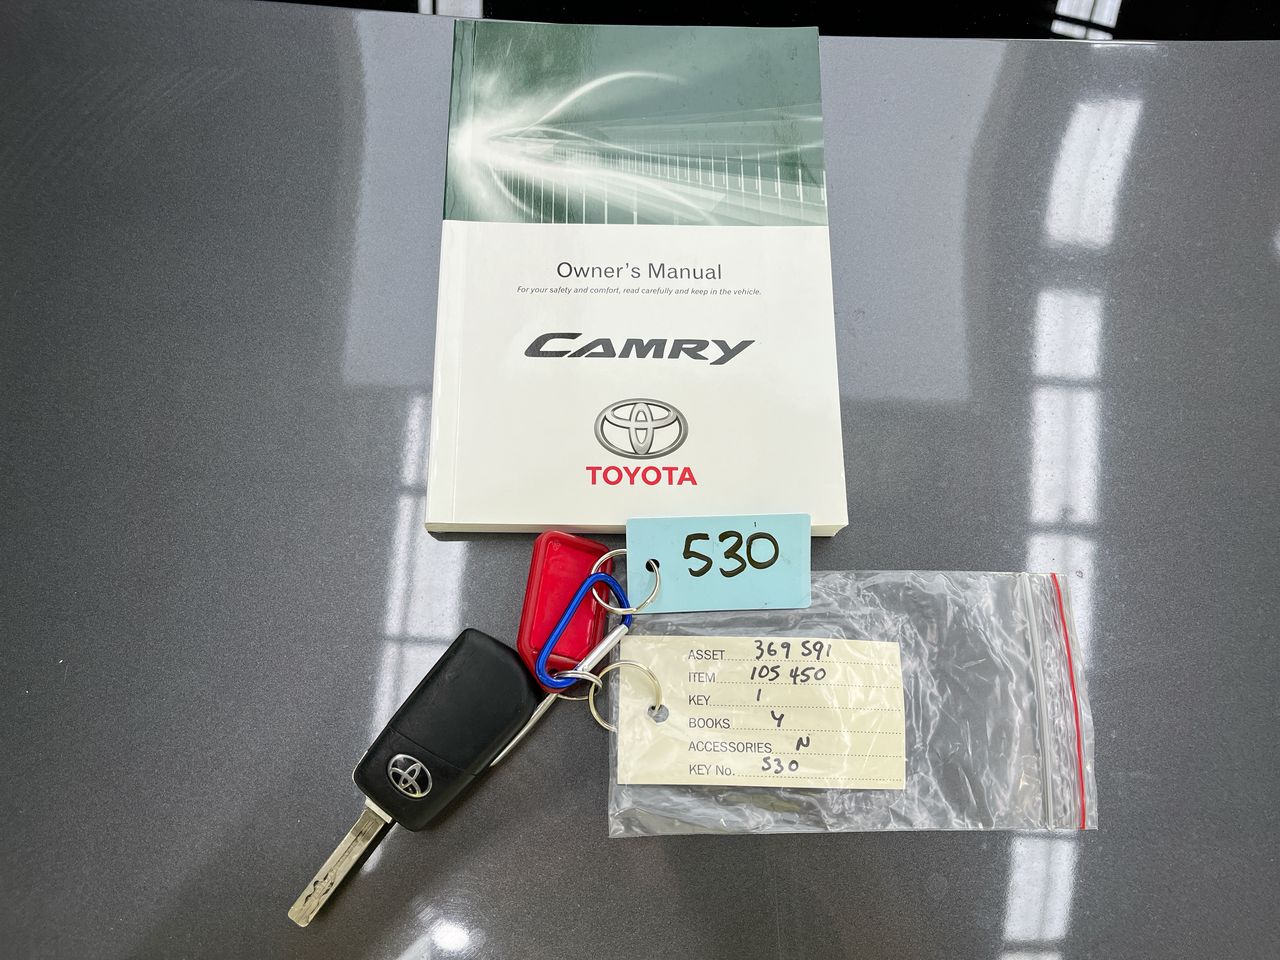 Owner's Manual
For your safety and comfort, read carefully and keep in the vehicle.
CAMRY
TOYOTA
530
ASSET 369 591
ITEM 105 450
KEY 1
BOOKS Y
ACCESSORIES N
KEY No. 530